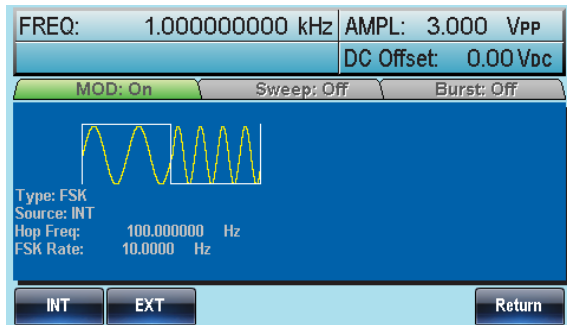 FREQ: 1.000000000 kHz AMPL: 3.000 VPP
DC Offset: 0.00 VDC
MOD: On Sweep: Off Burst: Off
Type: FSK
Source: INT
Hop Freq: 100.000000 Hz
FSK Rate: 10.0000 Hz
INT EXT Return